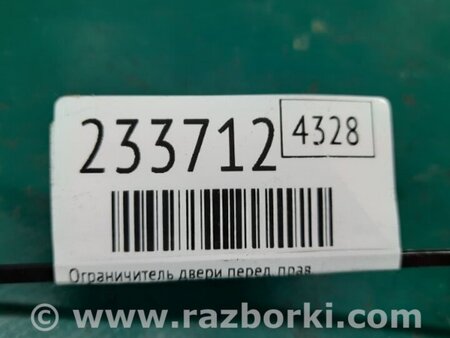 233712
4328
Ограничитель двери перед. прав.
© www.razborki.com